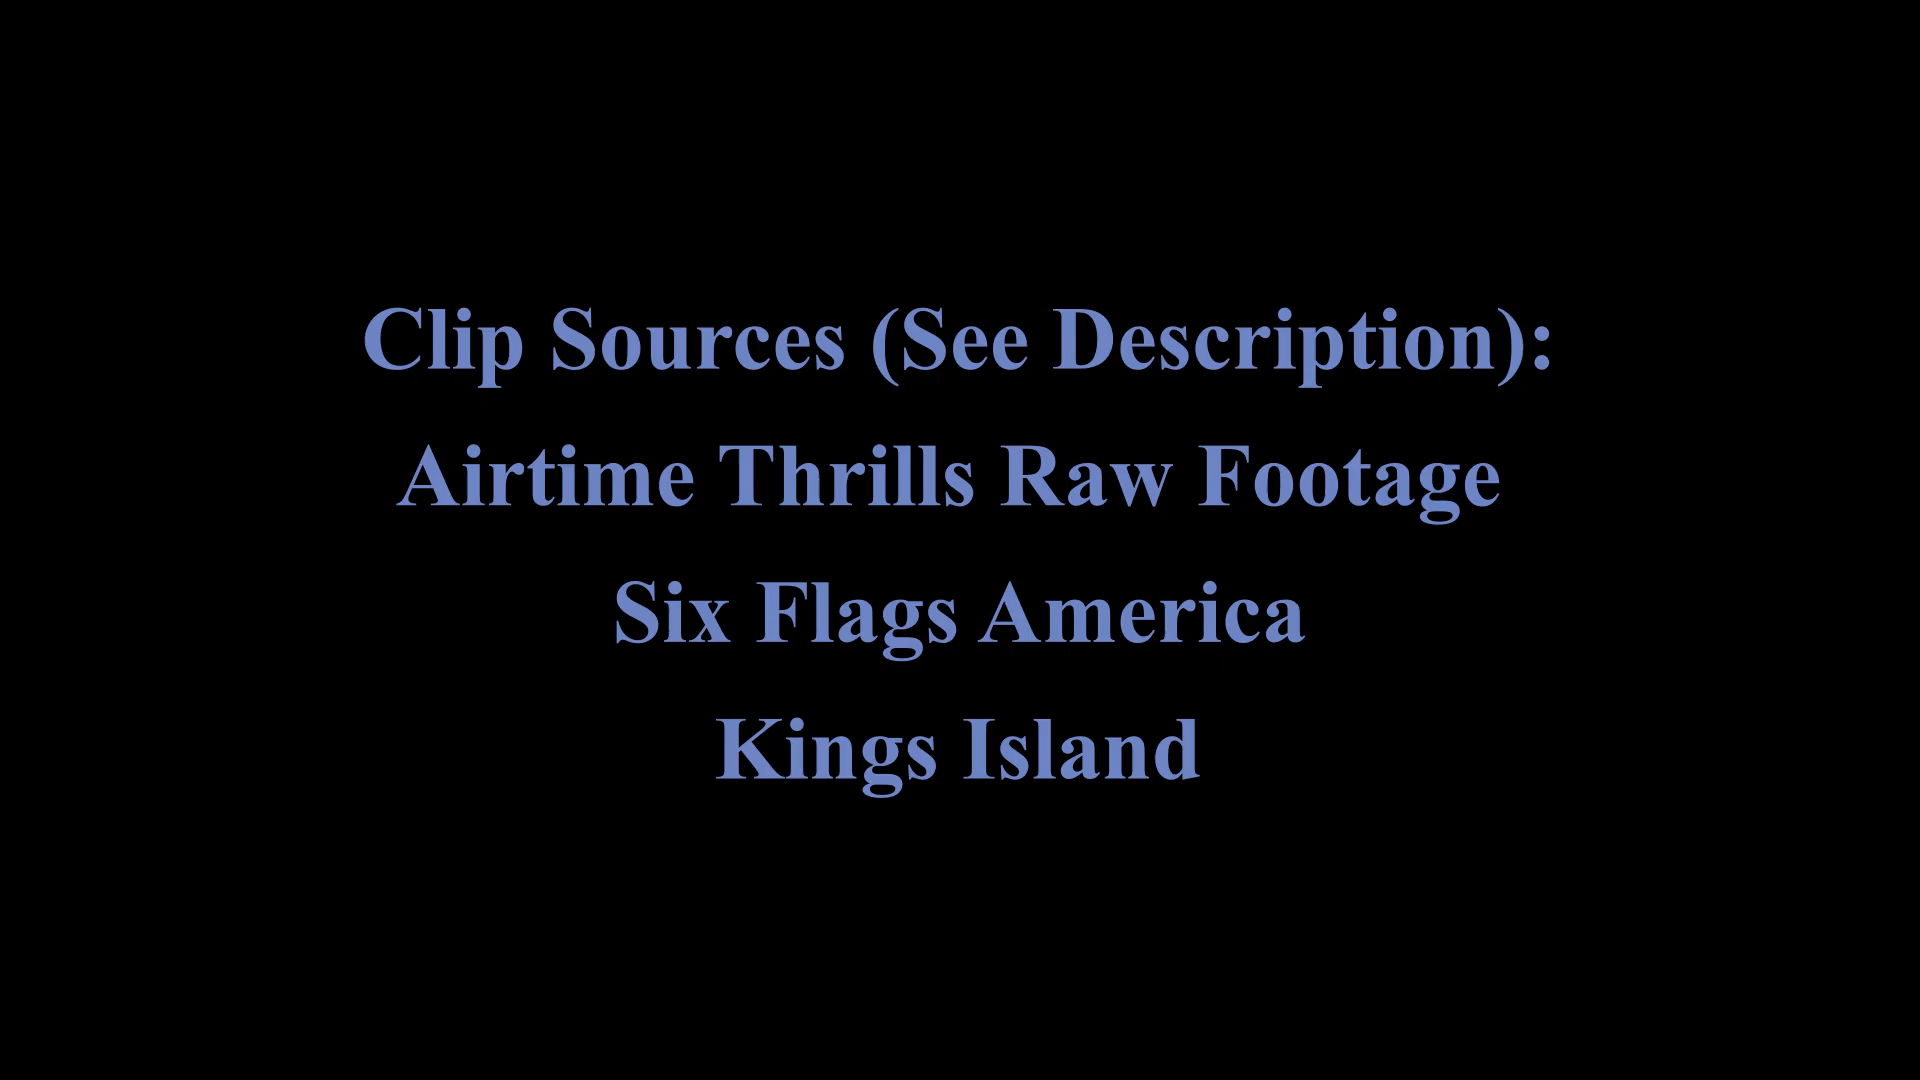 Clip Sources (See Description):
Airtime Thrills Raw Footage
Six Flags America
Kings Island